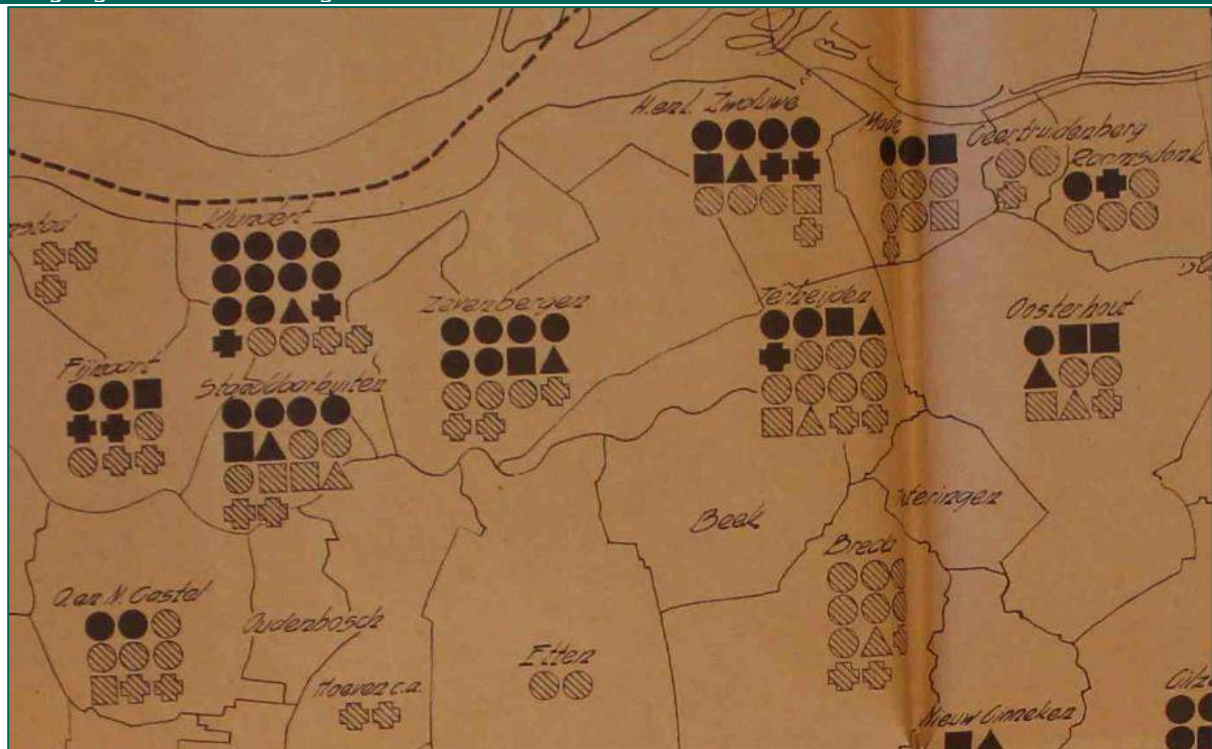 H. en L. Zwaluwe
Made
Geertruidenberg
Raamsdonk
Klundert
Zevenbergen
Terheijden
Oosterhout
Fijnaart
Standdaarbuiten
Beek
Breda
O. en N. Gastel
Oudenbosch
Etten
Hoeven c.a.
Nieuw Ginneken